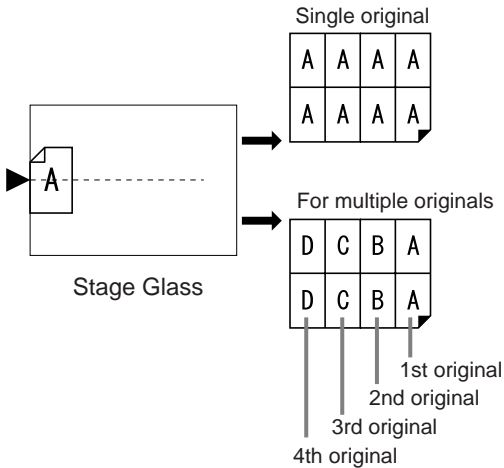 Single original
A A A A
A A A A
A
Stage Glass
For multiple originals
D C B A
D C B A
1st original
2nd original
3rd original
4th original